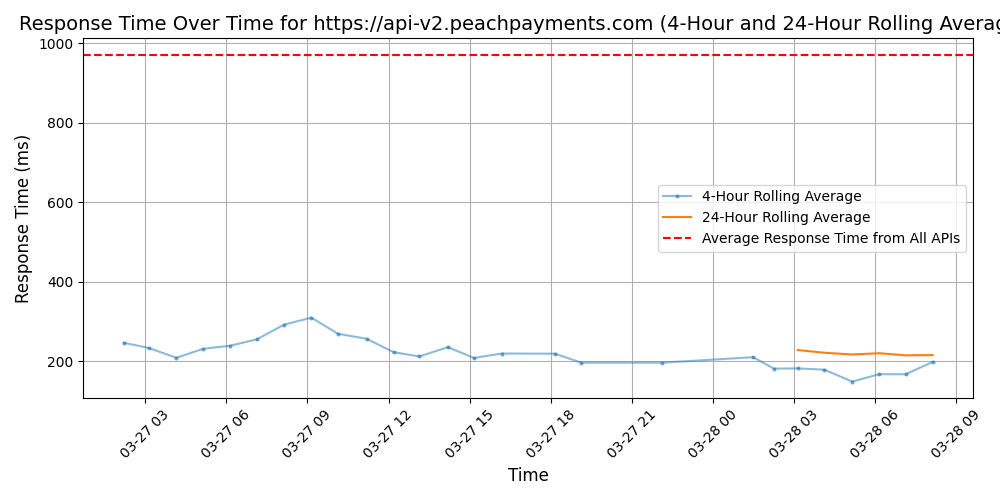 Response Time Over Time for https://api-v2.peachpayments.com (4-Hour and 24-Hour Rolling Averag
1000
800
600
400
200
Response Time (ms)
4-Hour Rolling Average
24-Hour Rolling Average
Average Response Time from All APIs
03-27 03
03-27 06
03-27 09
03-27 12
03-27 15
03-27 18
03-27 21
03-28 00
03-28 03
03-28 06
03-28 09
Time